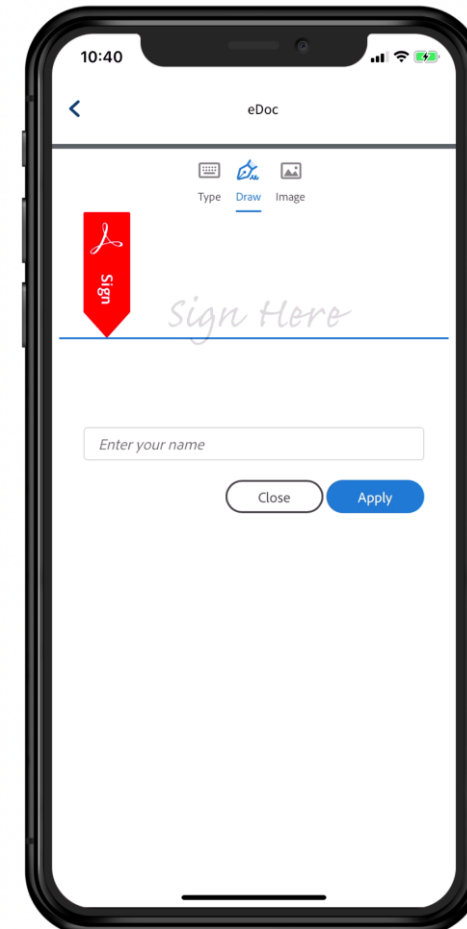 10:40
eDoc
Type Draw Image
Sign
Sign Here
Enter your name
Close Apply